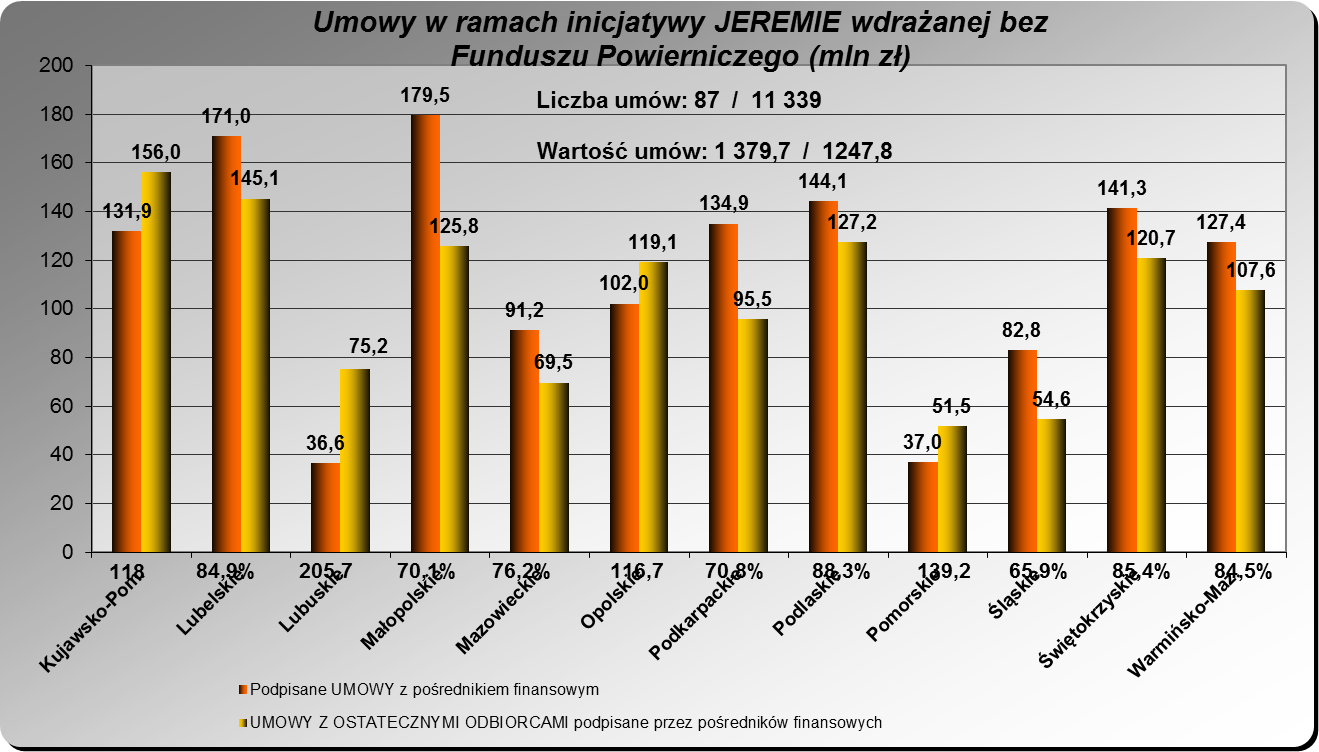 Umowy w ramach inicjatywy JEREMIE wdrażanej bez
Funduszu Powierniczego (mln zł)
Liczba umów: 87 / 11 339
Wartość umów: 1 379,7 / 1247,8
200
180
160
140
120
100
80
60
40
20
0
131,9
156,0
171,0
145,1
36,6
75,2
179,5
125,8
91,2
69,5
102,0
119,1
134,9
95,5
144,1
127,2
37,0
51,5
82,8
54,6
141,3
120,7
127,4
107,6
118
84,9%
205,7
70,1%
76,2%
116,7
70,8%
88,3%
139,2
65,9%
85,4%
84,5%
Kujawsko-Pom.
Lubelskie
Lubuskie
Małopolskie
Mazowieckie
Opolskie
Podkarpackie
Podlaskie
Pomorskie
Śląskie
Świętokrzyskie
Warmińsko-Maz.
Podpisane UMOWY z pośrednikiem finansowym
UMOWY Z OSTATECZNYMI ODBIORCAMI podpisane przez pośredników finansowych